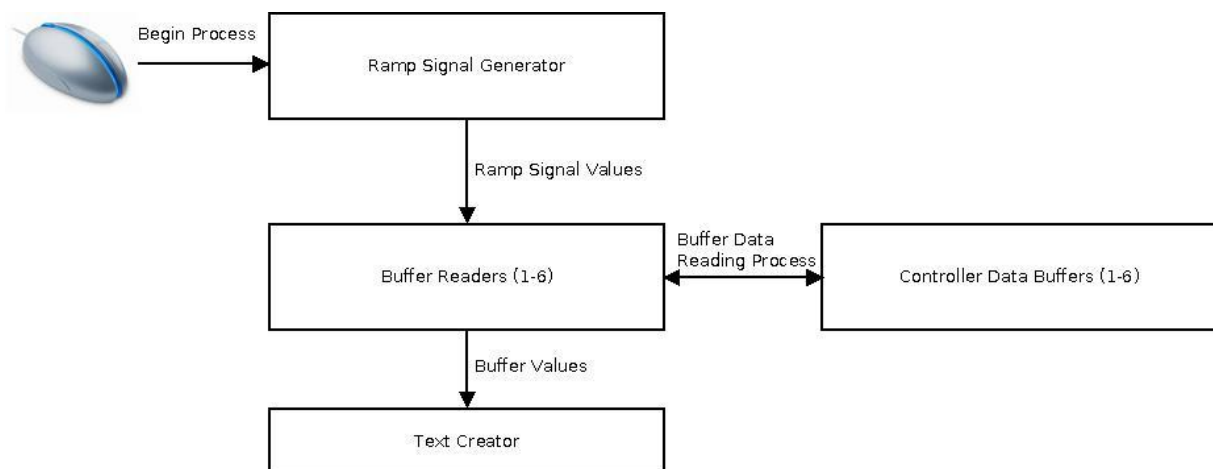 Begin Process
Ramp Signal Generator
Ramp Signal Values
Buffer Data
Reading Process
Buffer Readers (1-6)
Controller Data Buffers (1-6)
Buffer Values
Text Creator